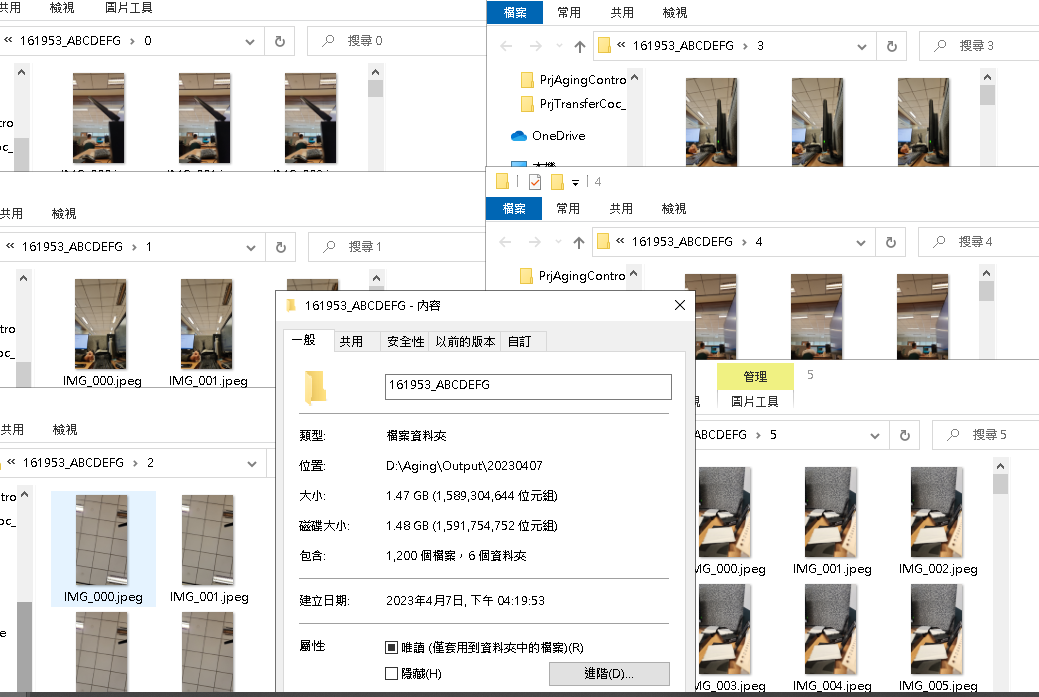 共用 檢視 圖片工具
« 161953_ABCDEFG › 0 搜尋 0
tro
oc_
檔案 常用 共用 檢視
« 161953_ABCDEFG › 3 搜尋 3
PrjAgingContro
PrjTransferCoc_
OneDrive
本機
4
共用 檢視
檔案 常用 共用 檢視
« 161953_ABCDEFG › 1 搜尋 1
« 161953_ABCDEFG › 4 搜尋 4
PrjAgingContro
tro
oc_
IMG_000.jpeg IMG_001.jpeg
161953_ABCDEFG - 內容
一般 共用 安全性 以前的版本 自訂
161953_ABCDEFG
類型: 檔案資料夾
位置: D:\Aging\Output\20230407
大小: 1.47 GB (1,589,304,644 位元組)
磁碟大小: 1.48 GB (1,591,754,752 位元組)
包含: 1,200 個檔案，6 個資料夾
建立日期: 2023年4月7日, 下午 04:19:53
屬性 唯讀 (僅套用到資料夾中的檔案)(R)
隱藏(H) 進階(D)...
管理 5
圖片工具
ABCDEFG › 5 搜尋 5
共用 檢視
« 161953_ABCDEFG › 2
tro
oc_
IMG_000.jpeg IMG_001.jpeg
e
MG_000.jpeg IMG_001.jpeg IMG_002.jpeg
MG_003.jpeg IMG_004.jpeg IMG_005.jpeg